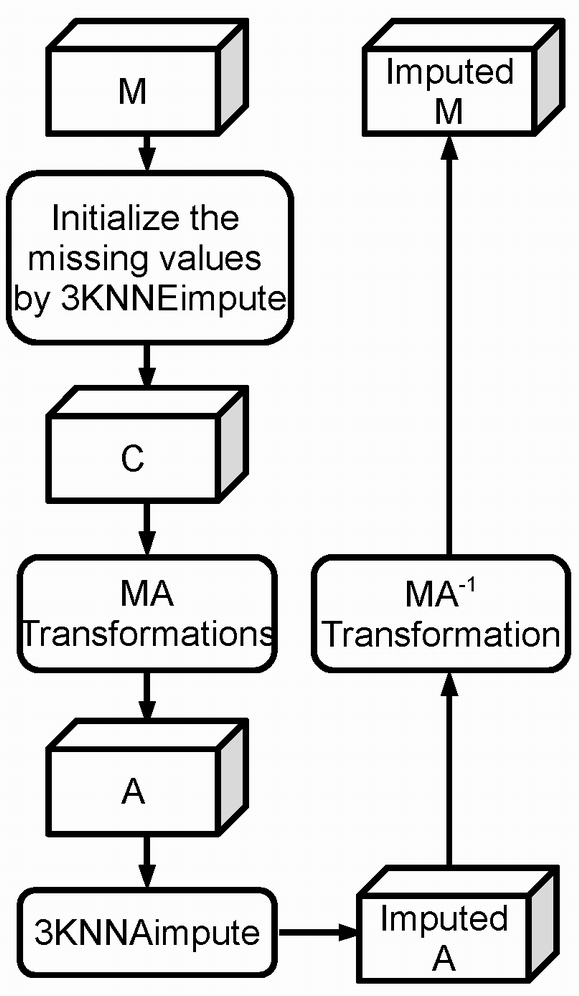 M
Initialize the
missing values
by 3KNNEimpute
C
MA
Transformations
A
3KNNAimpute
Imputed
A
MA⁻¹
Transformation
Imputed
M